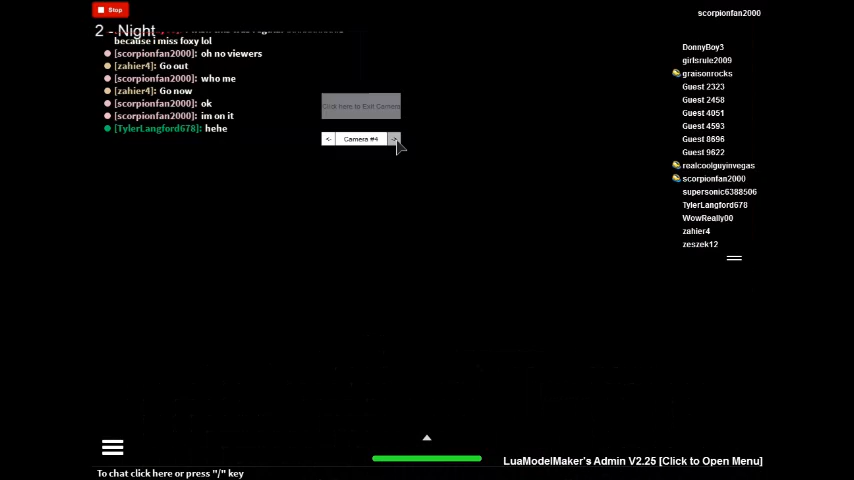 Stop
scorpionfan2000
2 - Night
because i miss foxy lol
[scorpionfan2000]: oh no viewers
[zahier4]: Go out
[scorpionfan2000]: who me
[zahier4]: Go now
[scorpionfan2000]: ok
[scorpionfan2000]: im on it
[TylerLangford678]: hehe
Click here to Exit Camera
<- Camera #4 ->
DonnyBoy3
girlsrule2009
graisonrocks
Guest 2323
Guest 2458
Guest 4051
Guest 4593
Guest 8696
Guest 9622
realcoolguyinvegas
scorpionfan2000
supersonic6388506
TylerLangford678
WowReally00
zahier4
zeszek12
LuaModelMaker's Admin V2.25 [Click to Open Menu]
To chat click here or press "/" key